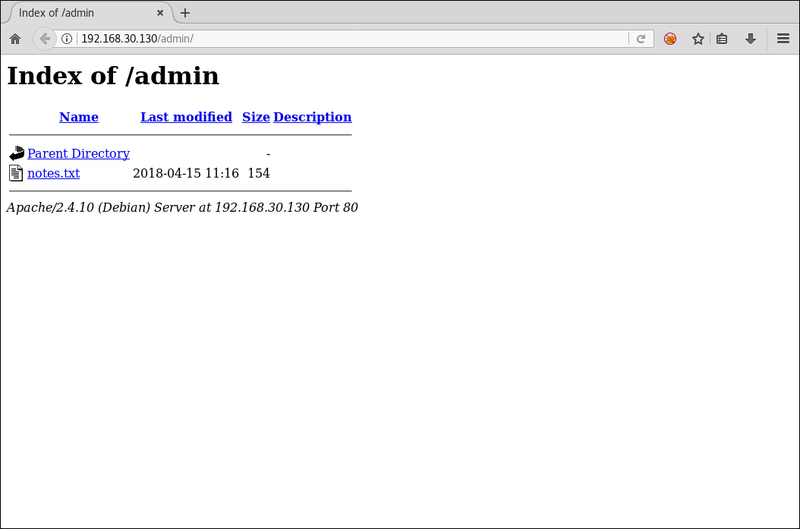 Index of /admin
192.168.30.130/admin/
Index of /admin
Name Last modified Size Description
Parent Directory -
notes.txt 2018-04-15 11:16 154
Apache/2.4.10 (Debian) Server at 192.168.30.130 Port 80